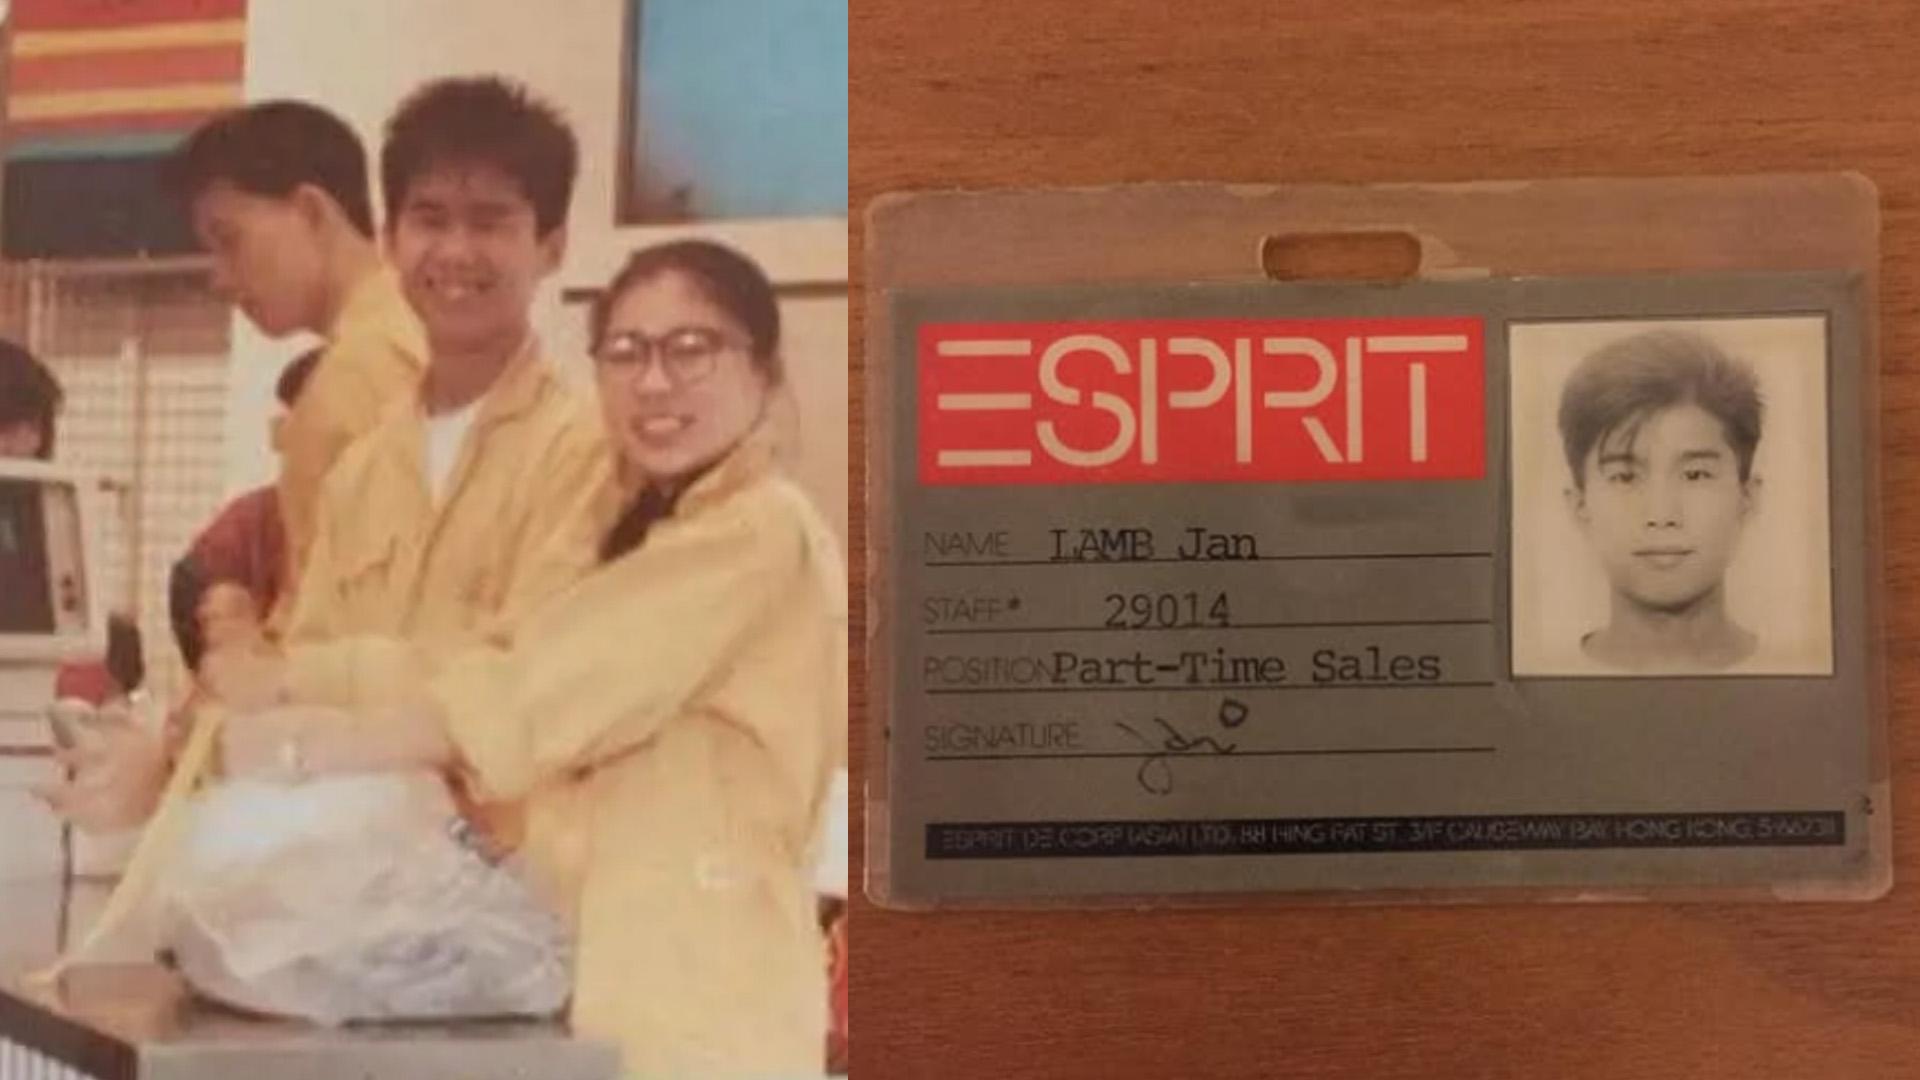 ESPRIT
NAME LAMB Jan
STAFF* 29014
POSITION Part-Time Sales
SIGNATURE Jan
ESPRIT DE CORP (ASIA) LTD. HING FAT ST. 3/F CAUSEWAY BAY, HONG KONG